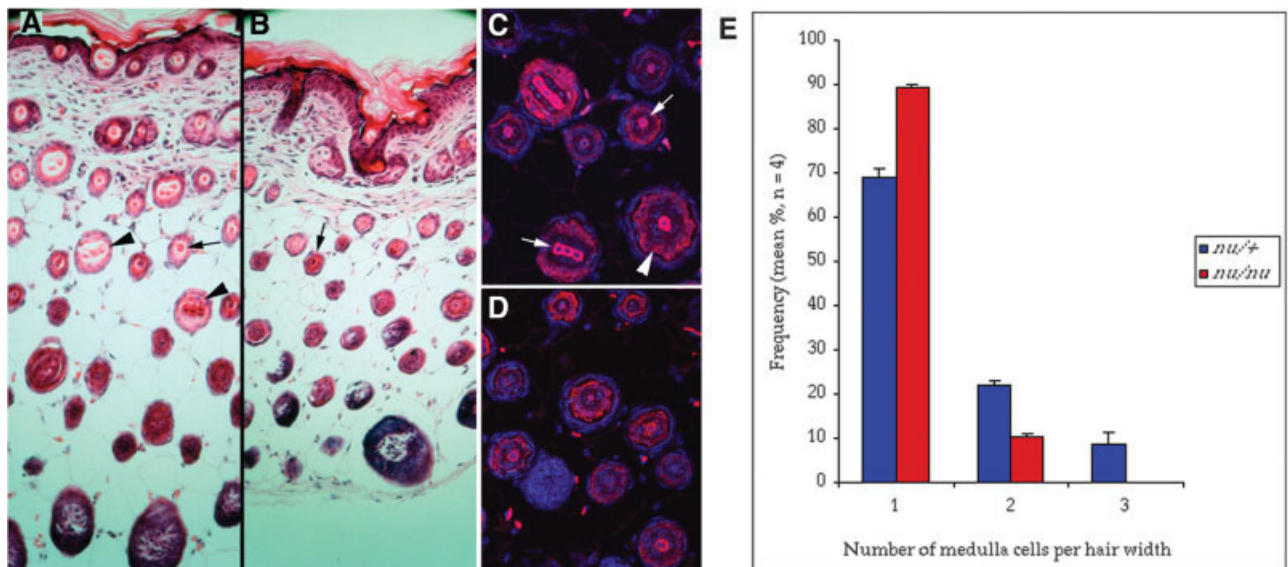 A
B
C
D
E
Frequency (mean %, n = 4)
100
90
80
70
60
50
40
30
20
10
0
1
2
3
Number of medulla cells per hair width
nu/+
nu/nu